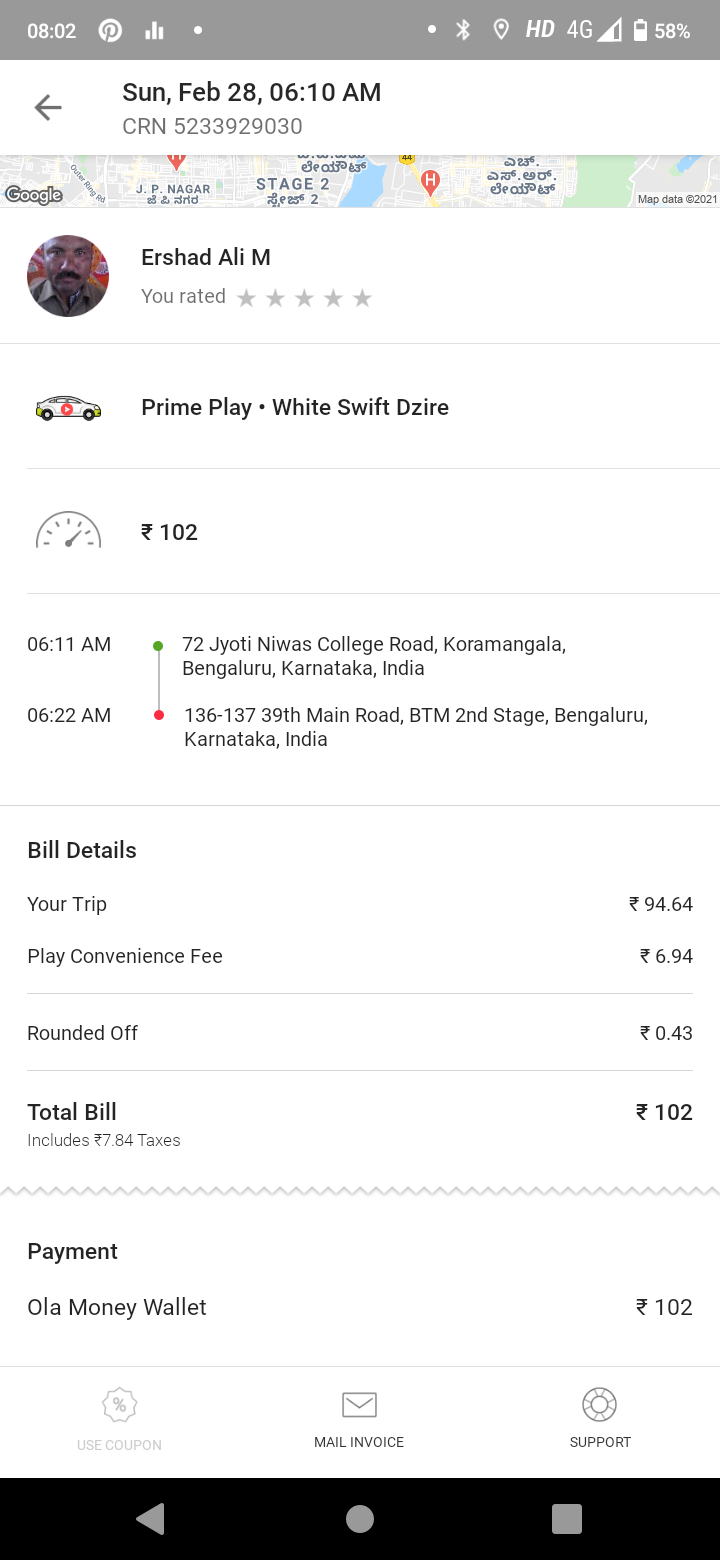 08:02
HD 4G 58%
Sun, Feb 28, 06:10 AM
CRN 5233929030
44
Outer Ring Rd
J. P. NAGAR
ಜೆ ಪಿ ನಗರ
ಲೇಯೌಟ್
STAGE 2
ಸ್ಟೇಜ್ 2
H
H
ಎಚ್.
ಎಸ್.ಆರ್.
ಲೇಯೌಟ್
Google
Map data ©2021
Ershad Ali M
You rated
Prime Play • White Swift Dzire
₹ 102
06:11 AM
72 Jyoti Niwas College Road, Koramangala,
Bengaluru, Karnataka, India
06:22 AM
136-137 39th Main Road, BTM 2nd Stage, Bengaluru,
Karnataka, India
Bill Details
Your Trip ₹ 94.64
Play Convenience Fee ₹ 6.94
Rounded Off ₹ 0.43
Total Bill ₹ 102
Includes ₹7.84 Taxes
Payment
Ola Money Wallet ₹ 102
%
USE COUPON
MAIL INVOICE
SUPPORT